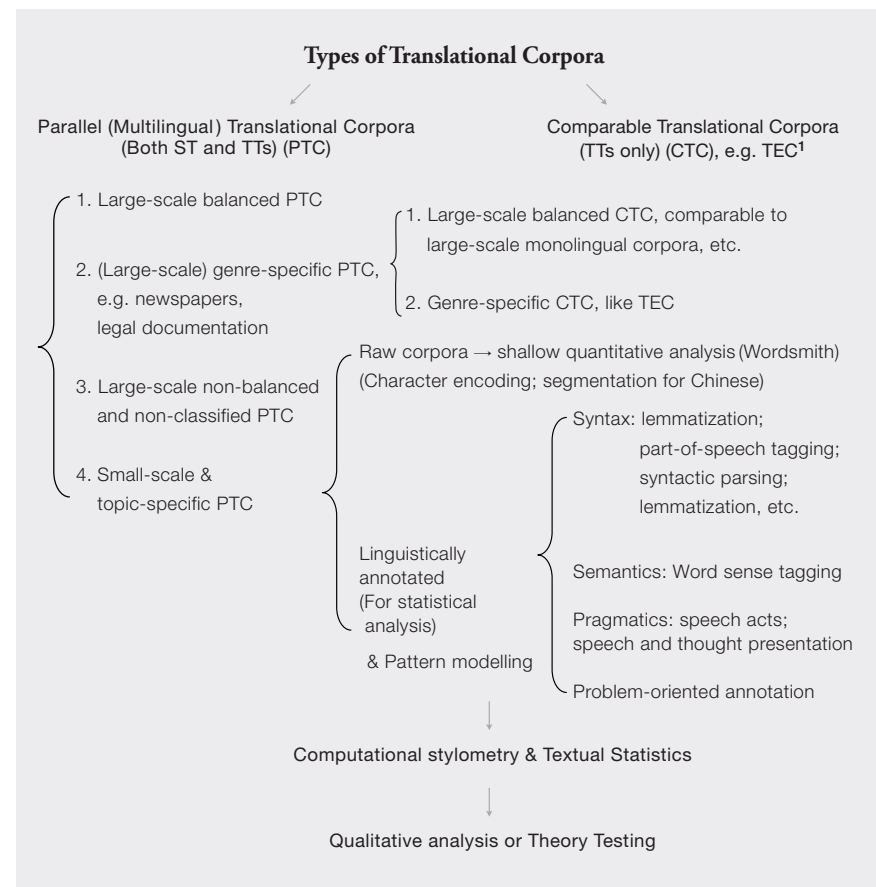 Types of Translational Corpora
Parallel (Multilingual) Translational Corpora
(Both ST and TTs) (PTC)
Comparable Translational Corpora
(TTs only) (CTC), e.g. TEC1
1. Large-scale balanced PTC
2. (Large-scale) genre-specific PTC,
e.g. newspapers,
legal documentation
3. Large-scale non-balanced
and non-classified PTC
4. Small-scale &
topic-specific PTC
1. Large-scale balanced CTC, comparable to
large-scale monolingual corpora, etc.
2. Genre-specific CTC, like TEC
Raw corpora → shallow quantitative analysis (Wordsmith)
(Character encoding; segmentation for Chinese)
Linguistically
annotated
(For statistical
analysis)
& Pattern modelling
Syntax: lemmatization;
part-of-speech tagging;
syntactic parsing;
lemmatization, etc.
Semantics: Word sense tagging
Pragmatics: speech acts;
speech and thought presentation
Problem-oriented annotation
Computational stylometry & Textual Statistics
Qualitative analysis or Theory Testing